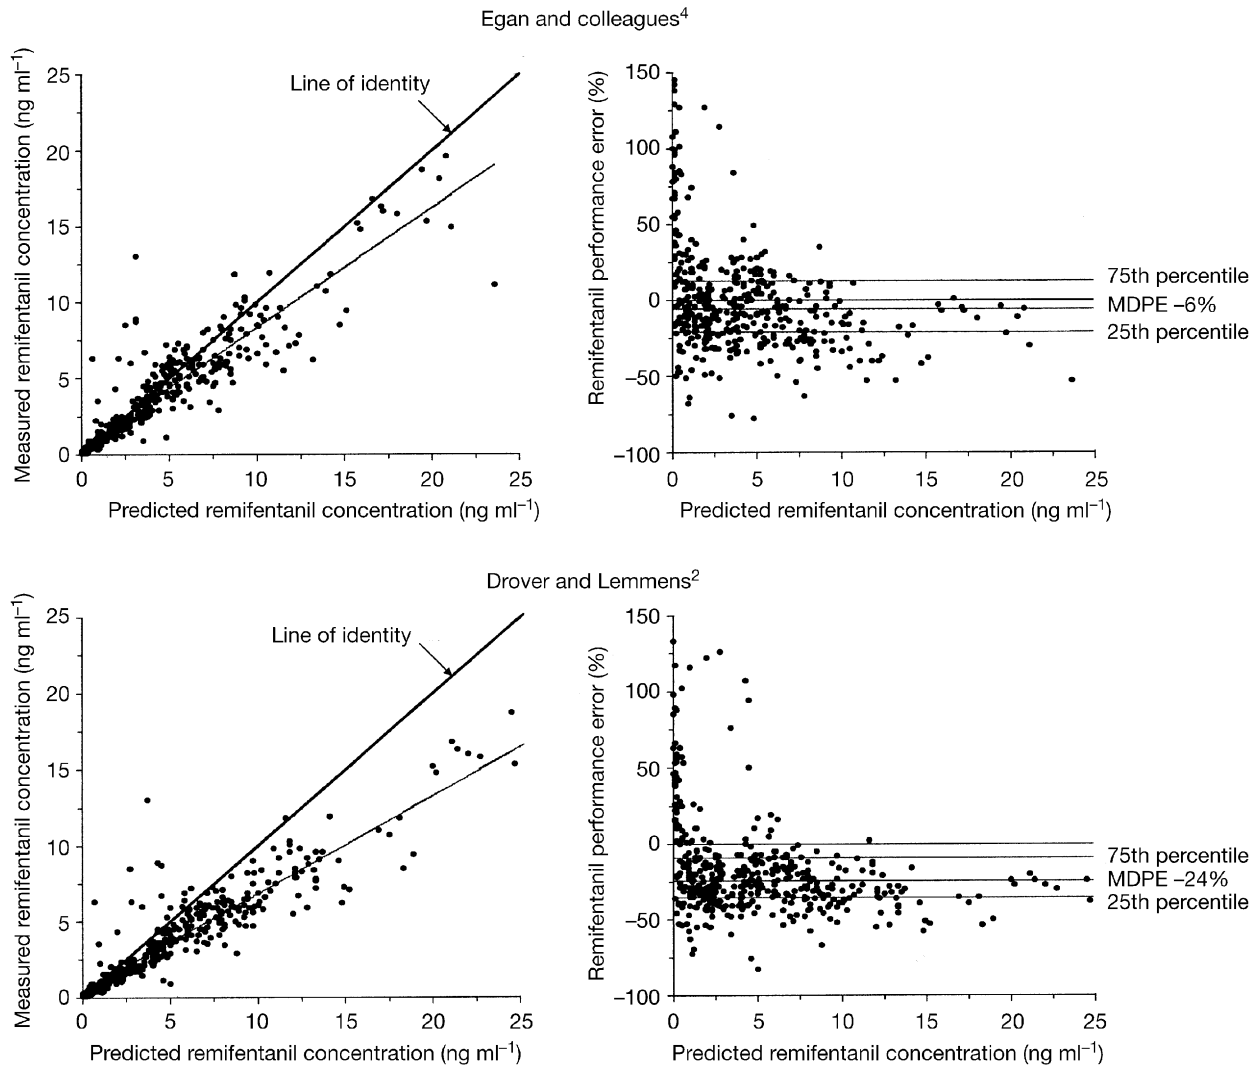 Egan and colleagues⁴
Measured remifentanil concentration (ng ml⁻¹)
25
20
15
10
5
0
Line of identity
0 5 10 15 20 25
Predicted remifentanil concentration (ng ml⁻¹)
Remifentanil performance error (%)
150
100
50
0
–50
–100
75th percentile
MDPE –6%
25th percentile
0 5 10 15 20 25
Predicted remifentanil concentration (ng ml⁻¹)
Drover and Lemmens²
Measured remifentanil concentration (ng ml⁻¹)
25
20
15
10
5
0
Line of identity
0 5 10 15 20 25
Predicted remifentanil concentration (ng ml⁻¹)
Remifentanil performance error (%)
150
100
50
0
–50
–100
75th percentile
MDPE –24%
25th percentile
0 5 10 15 20 25
Predicted remifentanil concentration (ng ml⁻¹)